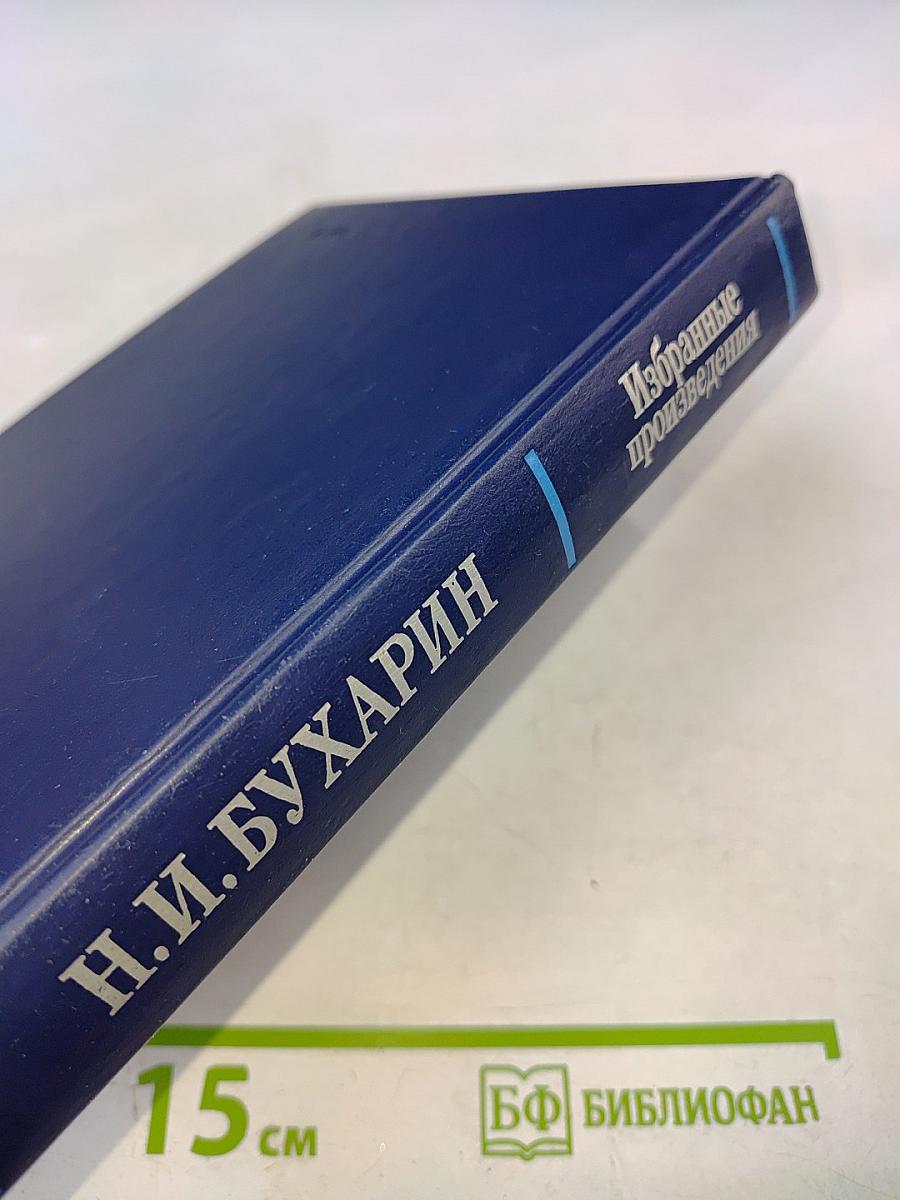 Н.И.БУХАРИН
Избранные
произведения
15 см
БФ БИБЛИОФАН